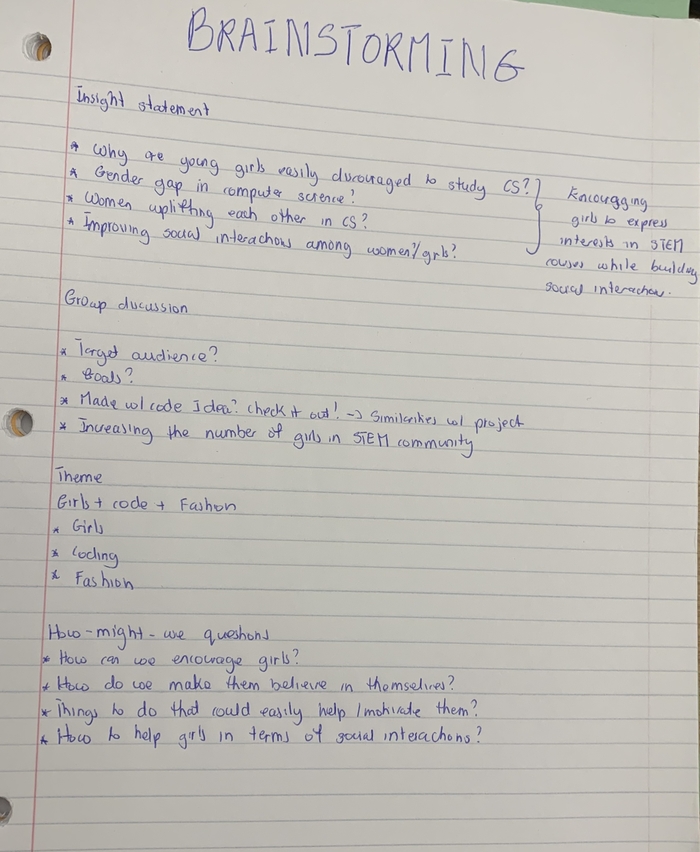 BRAINSTORMING
Insight statement
* Why are young girls easily discouraged to study CS?
* Gender gap in computer science?
* Women uplifting each other in CS?
* Improving social interactions among women/girls?
Encouraging
girls to express
interests in STEM
courses while building
social interaction.
Group discussion
* Target audience?
* Goals?
* Made w/ code Idea? check it out! -> Similarities w/ project
* Increasing the number of girls in STEM community
Theme
Girls + code + Fashion
* Girls
* Coding
* Fashion
How-might-we questions
* How can we encourage girls?
* How do we make them believe in themselves?
* Things to do that could easily help / motivate them?
* How to help girls in terms of social interactions?